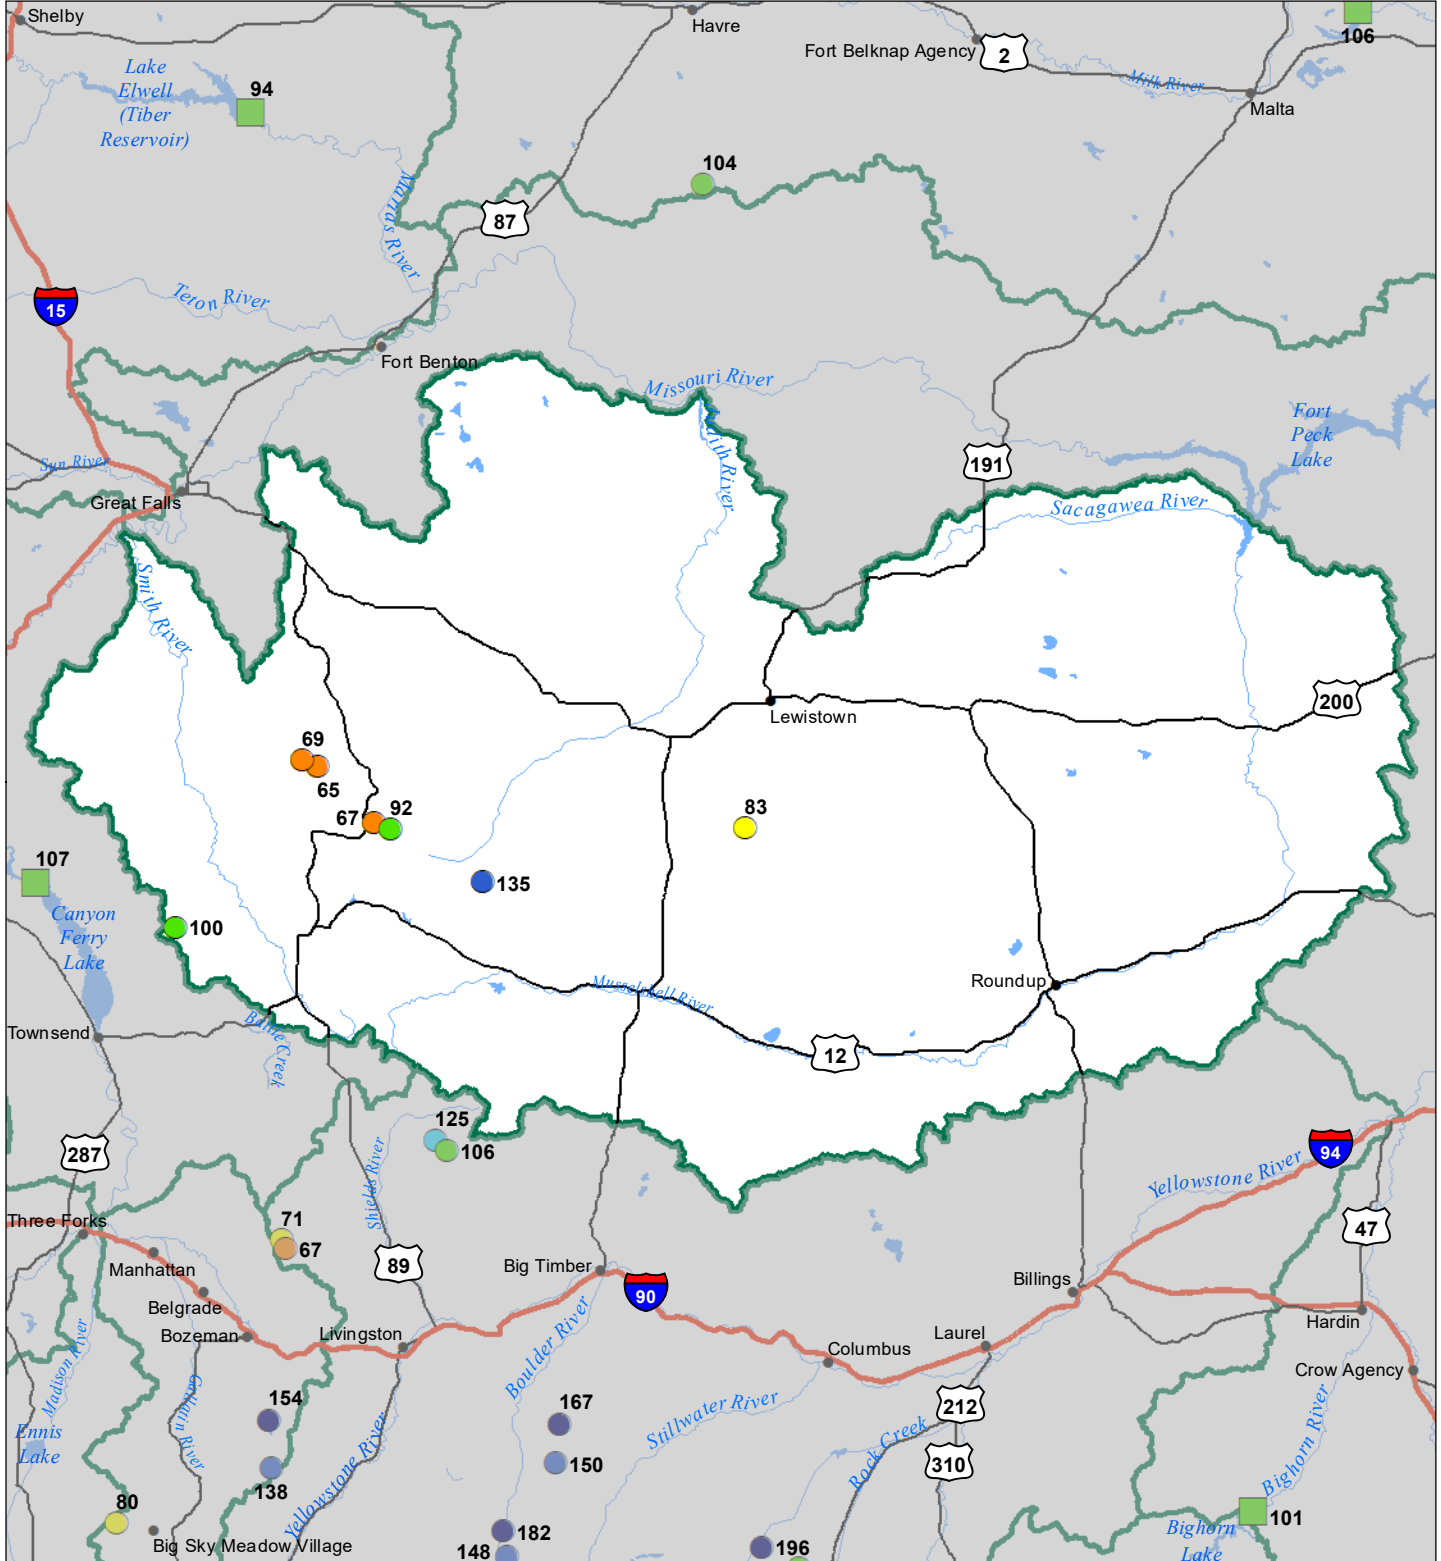 Shelby
Havre
Fort Belknap Agency
2
106
Lake
Elwell
(Tiber
Reservoir)
94
Milk River
Malta
104
Marias River
87
15
Teton River
Fort Benton
Missouri River
Fort
Peck
Lake
Judith River
Sun River
191
Great Falls
Sacagawea River
Smith River
200
Lewistown
69
65
67
92
83
107
135
Canyon
Ferry
Lake
100
Roundup
Musselshell River
Townsend
Battle Creek
12
125
106
287
Shields River
94
Yellowstone River
Three Forks
71
67
47
Manhattan
89
Big Timber
90
Billings
Belgrade
Bozeman
Livingston
Laurel
Hardin
Columbus
Madison River
Boulder River
Crow Agency
Gallatin River
154
167
Stillwater River
212
Ennis
Lake
Rock Creek
Bighorn River
150
310
138
Yellowstone River
80
182
101
Big Sky Meadow Village
148
196
Bighorn
Lake